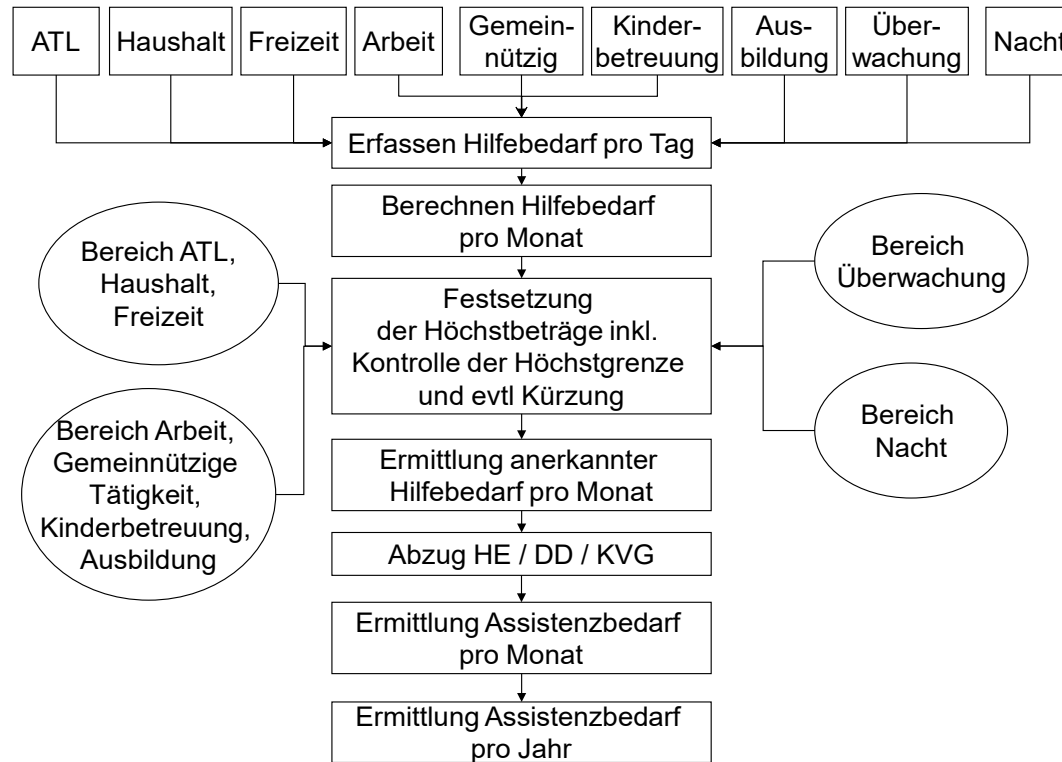 ATL
Haushalt
Freizeit
Arbeit
Gemein-
nützig
Kinder-
betreuung
Aus-
bildung
Über-
wachung
Nacht
Erfassen Hilfebedarf pro Tag
Berechnen Hilfebedarf
pro Monat
Bereich ATL,
Haushalt,
Freizeit
Bereich
Überwachung
Festsetzung
der Höchstbeträge inkl.
Kontrolle der Höchstgrenze
und evtl Kürzung
Bereich Arbeit,
Gemeinnützige
Tätigkeit,
Kinderbetreuung,
Ausbildung
Bereich
Nacht
Ermittlung anerkannter
Hilfebedarf pro Monat
Abzug HE / DD / KVG
Ermittlung Assistenzbedarf
pro Monat
Ermittlung Assistenzbedarf
pro Jahr